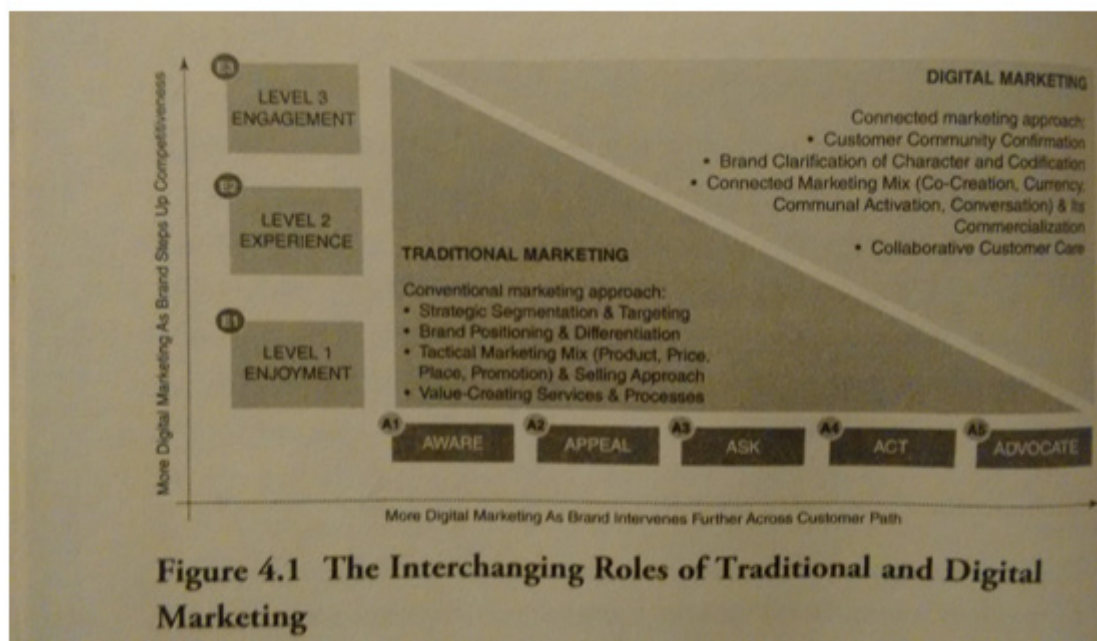 More Digital Marketing As Brand Steps Up Competitiveness
E3
LEVEL 3
ENGAGEMENT
E2
LEVEL 2
EXPERIENCE
E1
LEVEL 1
ENJOYMENT
DIGITAL MARKETING
Connected marketing approach:
• Customer Community Confirmation
• Brand Clarification of Character and Codification
• Connected Marketing Mix (Co-Creation, Currency,
Communal Activation, Conversation) & Its
Commercialization
• Collaborative Customer Care
TRADITIONAL MARKETING
Conventional marketing approach:
• Strategic Segmentation & Targeting
• Brand Positioning & Differentiation
• Tactical Marketing Mix (Product, Price,
Place, Promotion) & Selling Approach
• Value-Creating Services & Processes
A1
AWARE
A2
APPEAL
A3
ASK
A4
ACT
A5
ADVOCATE
More Digital Marketing As Brand Intervenes Further Across Customer Path
Figure 4.1 The Interchanging Roles of Traditional and Digital
Marketing